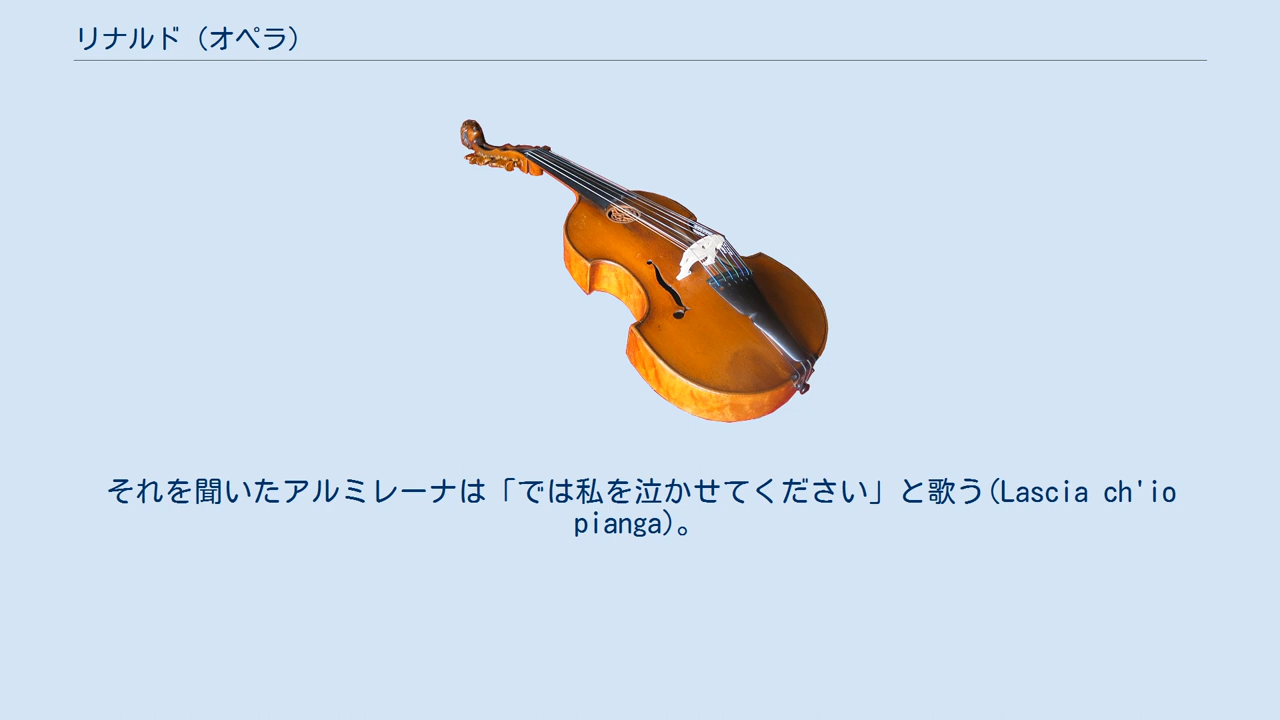 リナルド（オペラ）
それを聞いたアルミレーナは「では私を泣かせてください」と歌う(Lascia ch'io
pianga)。